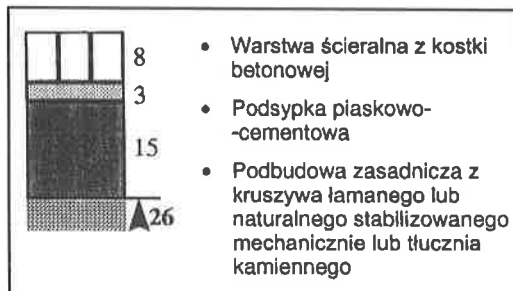 8
3
15
26
• Warstwa ścieralna z kostki
betonowej
• Podsypka piaskowo-
-cementowa
• Podbudowa zasadnicza z
kruszywa łamanego lub
naturalnego stabilizowanego
mechanicznie lub tłucznia
kamiennego